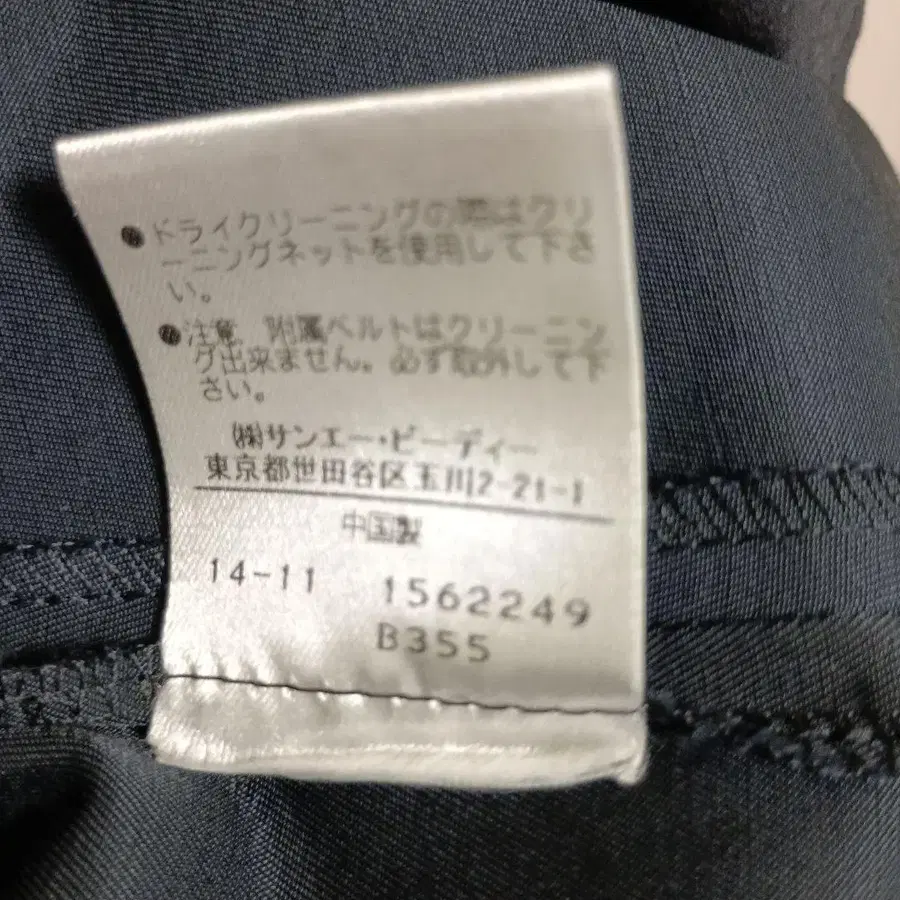 ●ドライクリーニングの際はクリ
ーニングネットを使用して下さ
い。
●注意 附属ベルトはクリーニン
グ出来ません。必ず取外して下
さい。
㈱サンエー・ビーディー
東京都世田谷区玉川2-21-1
中国製
14-11 1562249
B355